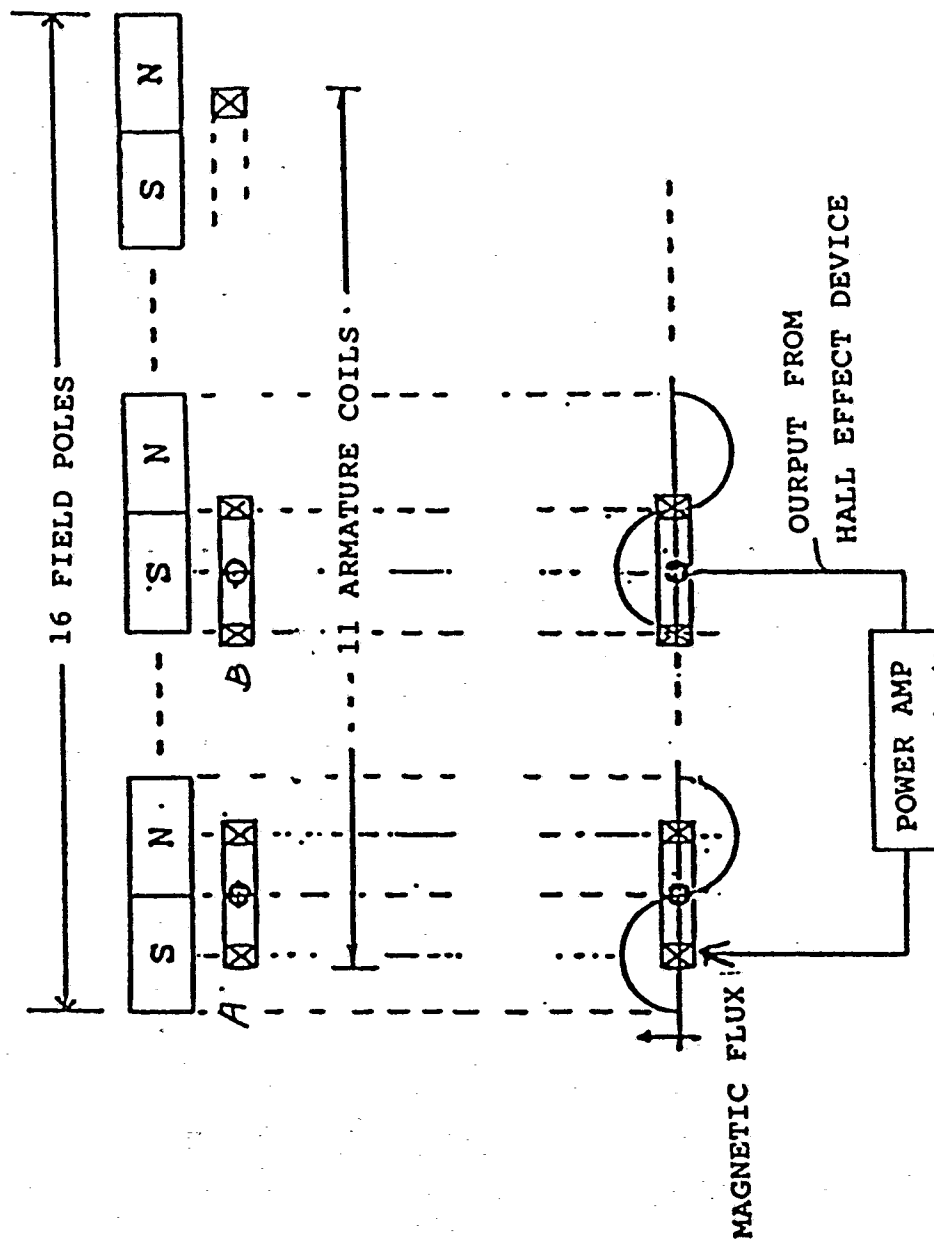 16 FIELD POLES
S N
S N
S N
A
B
11 ARMATURE COILS
MAGNETIC FLUX
OURPUT FROM
HALL EFFECT DEVICE
POWER AMP